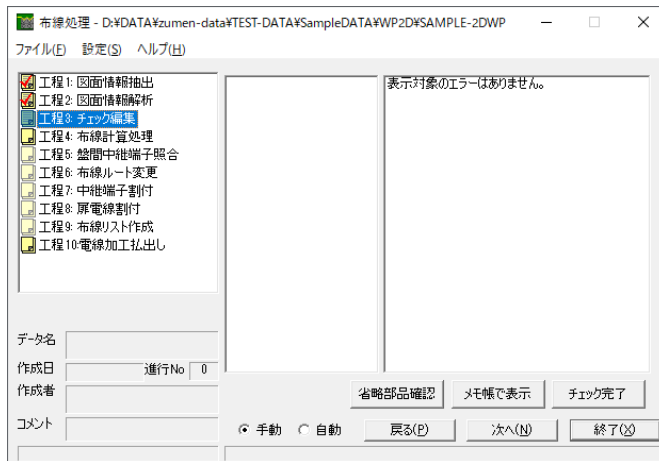 布線処理 - D:¥DATA¥zumen-data¥TEST-DATA¥SampleDATA¥WP2D¥SAMPLE-2DWP
ファイル(F) 設定(S) ヘルプ(H)
工程1: 図面情報抽出
工程2: 図面情報解析
工程3: チェック編集
工程4: 布線計算処理
工程5: 盤間中継端子照合
工程6: 布線ルート変更
工程7: 中継端子割付
工程8: 扉電線割付
工程9: 布線リスト作成
工程10:電線加工払出し
表示対象のエラーはありません。
データ名
作成日 進行No 0
作成者
コメント
省略部品確認 メモ帳で表示 チェック完了
手動 自動 戻る(P) 次へ(N) 終了(X)